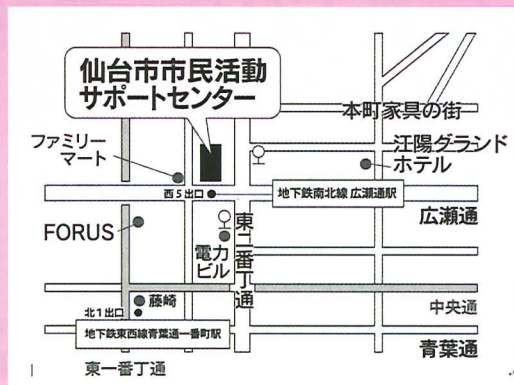 仙台市市民活動
サポートセンター
本町家具の街
ファミリー
マート
江陽グランド
ホテル
西5出口
地下鉄南北線 広瀬通駅
広瀬通
FORUS
電力
ビル
東二番丁通
藤崎
北1出口
中央通
地下鉄東西線青葉通一番町駅
青葉通
東一番丁通